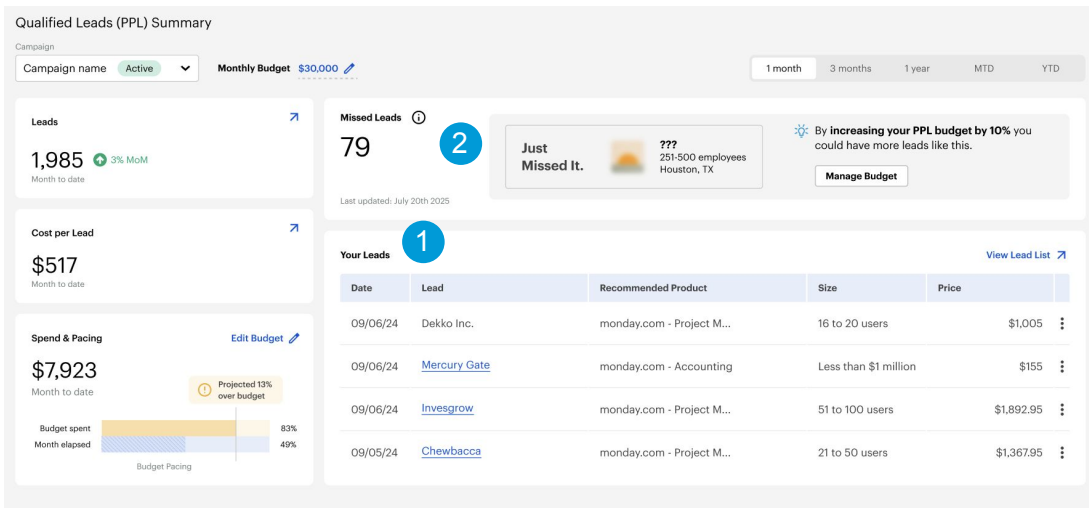 Qualified Leads (PPL) Summary
Campaign
Campaign name Active
Monthly Budget $30,000
1 month 3 months 1 year MTD YTD
Leads
1,985 3% MoM
Month to date
Cost per Lead
$517
Month to date
Spend & Pacing Edit Budget
$7,923
Month to date
Projected 13%
over budget
Budget spent 83%
Month elapsed 49%
Budget Pacing
Missed Leads
79
Last updated: July 20th 2025
2
Just
Missed It.
???
251-500 employees
Houston, TX
By increasing your PPL budget by 10% you
could have more leads like this.
Manage Budget
1
Your Leads View Lead List
Date Lead Recommended Product Size Price
09/06/24 Dekko Inc. monday.com - Project M... 16 to 20 users $1,005
09/06/24 Mercury Gate monday.com - Accounting Less than $1 million $155
09/06/24 Invesgrow monday.com - Project M... 51 to 100 users $1,892.95
09/05/24 Chewbacca monday.com - Project M... 21 to 50 users $1,367.95